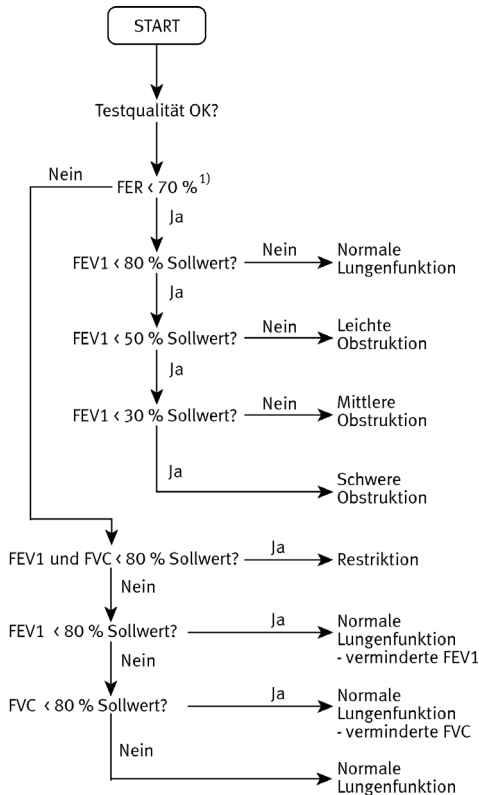 START
Testqualität OK?
Nein
FER < 70 % 1)
Ja
FEV1 < 80 % Sollwert?
Nein
Normale
Lungenfunktion
Ja
FEV1 < 50 % Sollwert?
Nein
Leichte
Obstruktion
Ja
FEV1 < 30 % Sollwert?
Nein
Mittlere
Obstruktion
Ja
Schwere
Obstruktion
FEV1 und FVC < 80 % Sollwert?
Ja
Restriktion
Nein
FEV1 < 80 % Sollwert?
Ja
Normale
Lungenfunktion
- verminderte FEV1
Nein
FVC < 80 % Sollwert?
Ja
Normale
Lungenfunktion
- verminderte FVC
Nein
Normale
Lungenfunktion